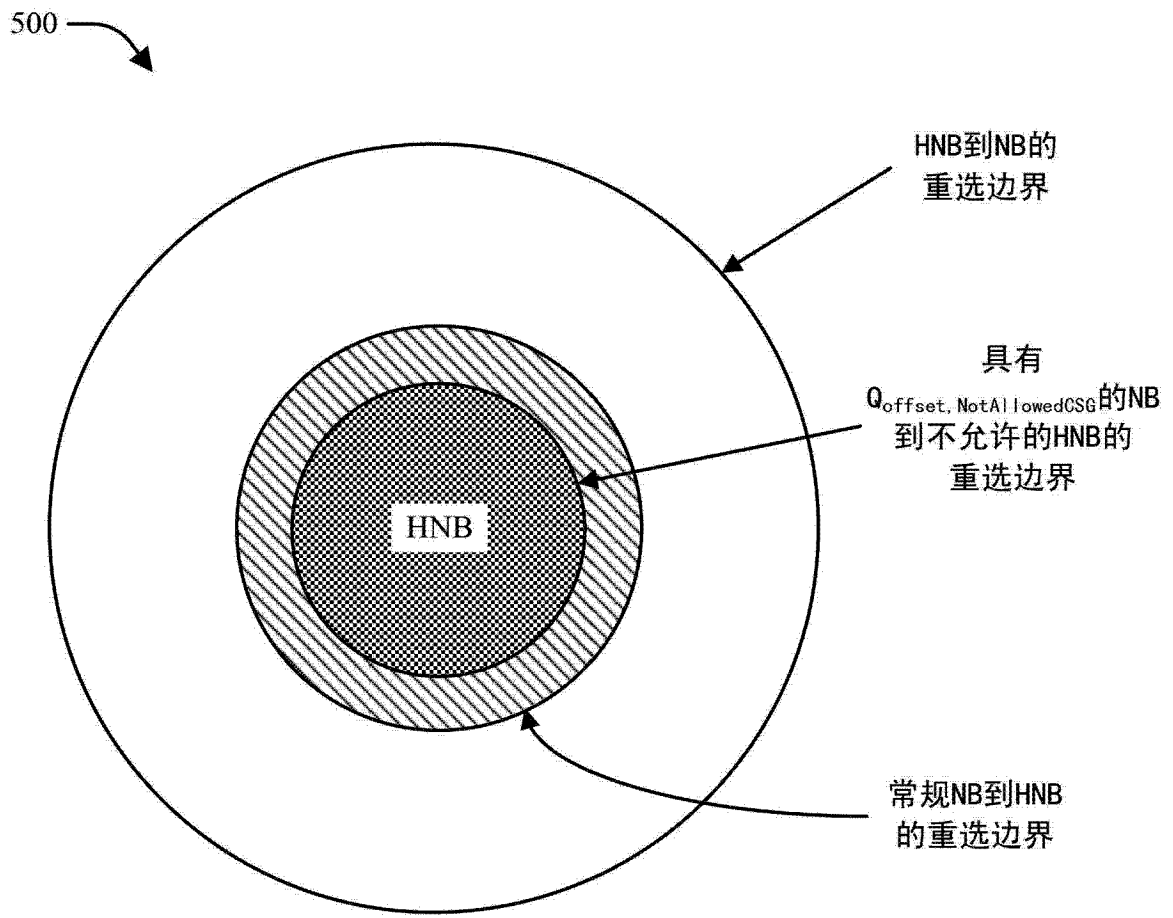 500
HNB到NB的
重选边界
具有
Qoffset,NotAllowedCSG的NB
到不允许的HNB的
重选边界
HNB
常规NB到HNB
的重选边界